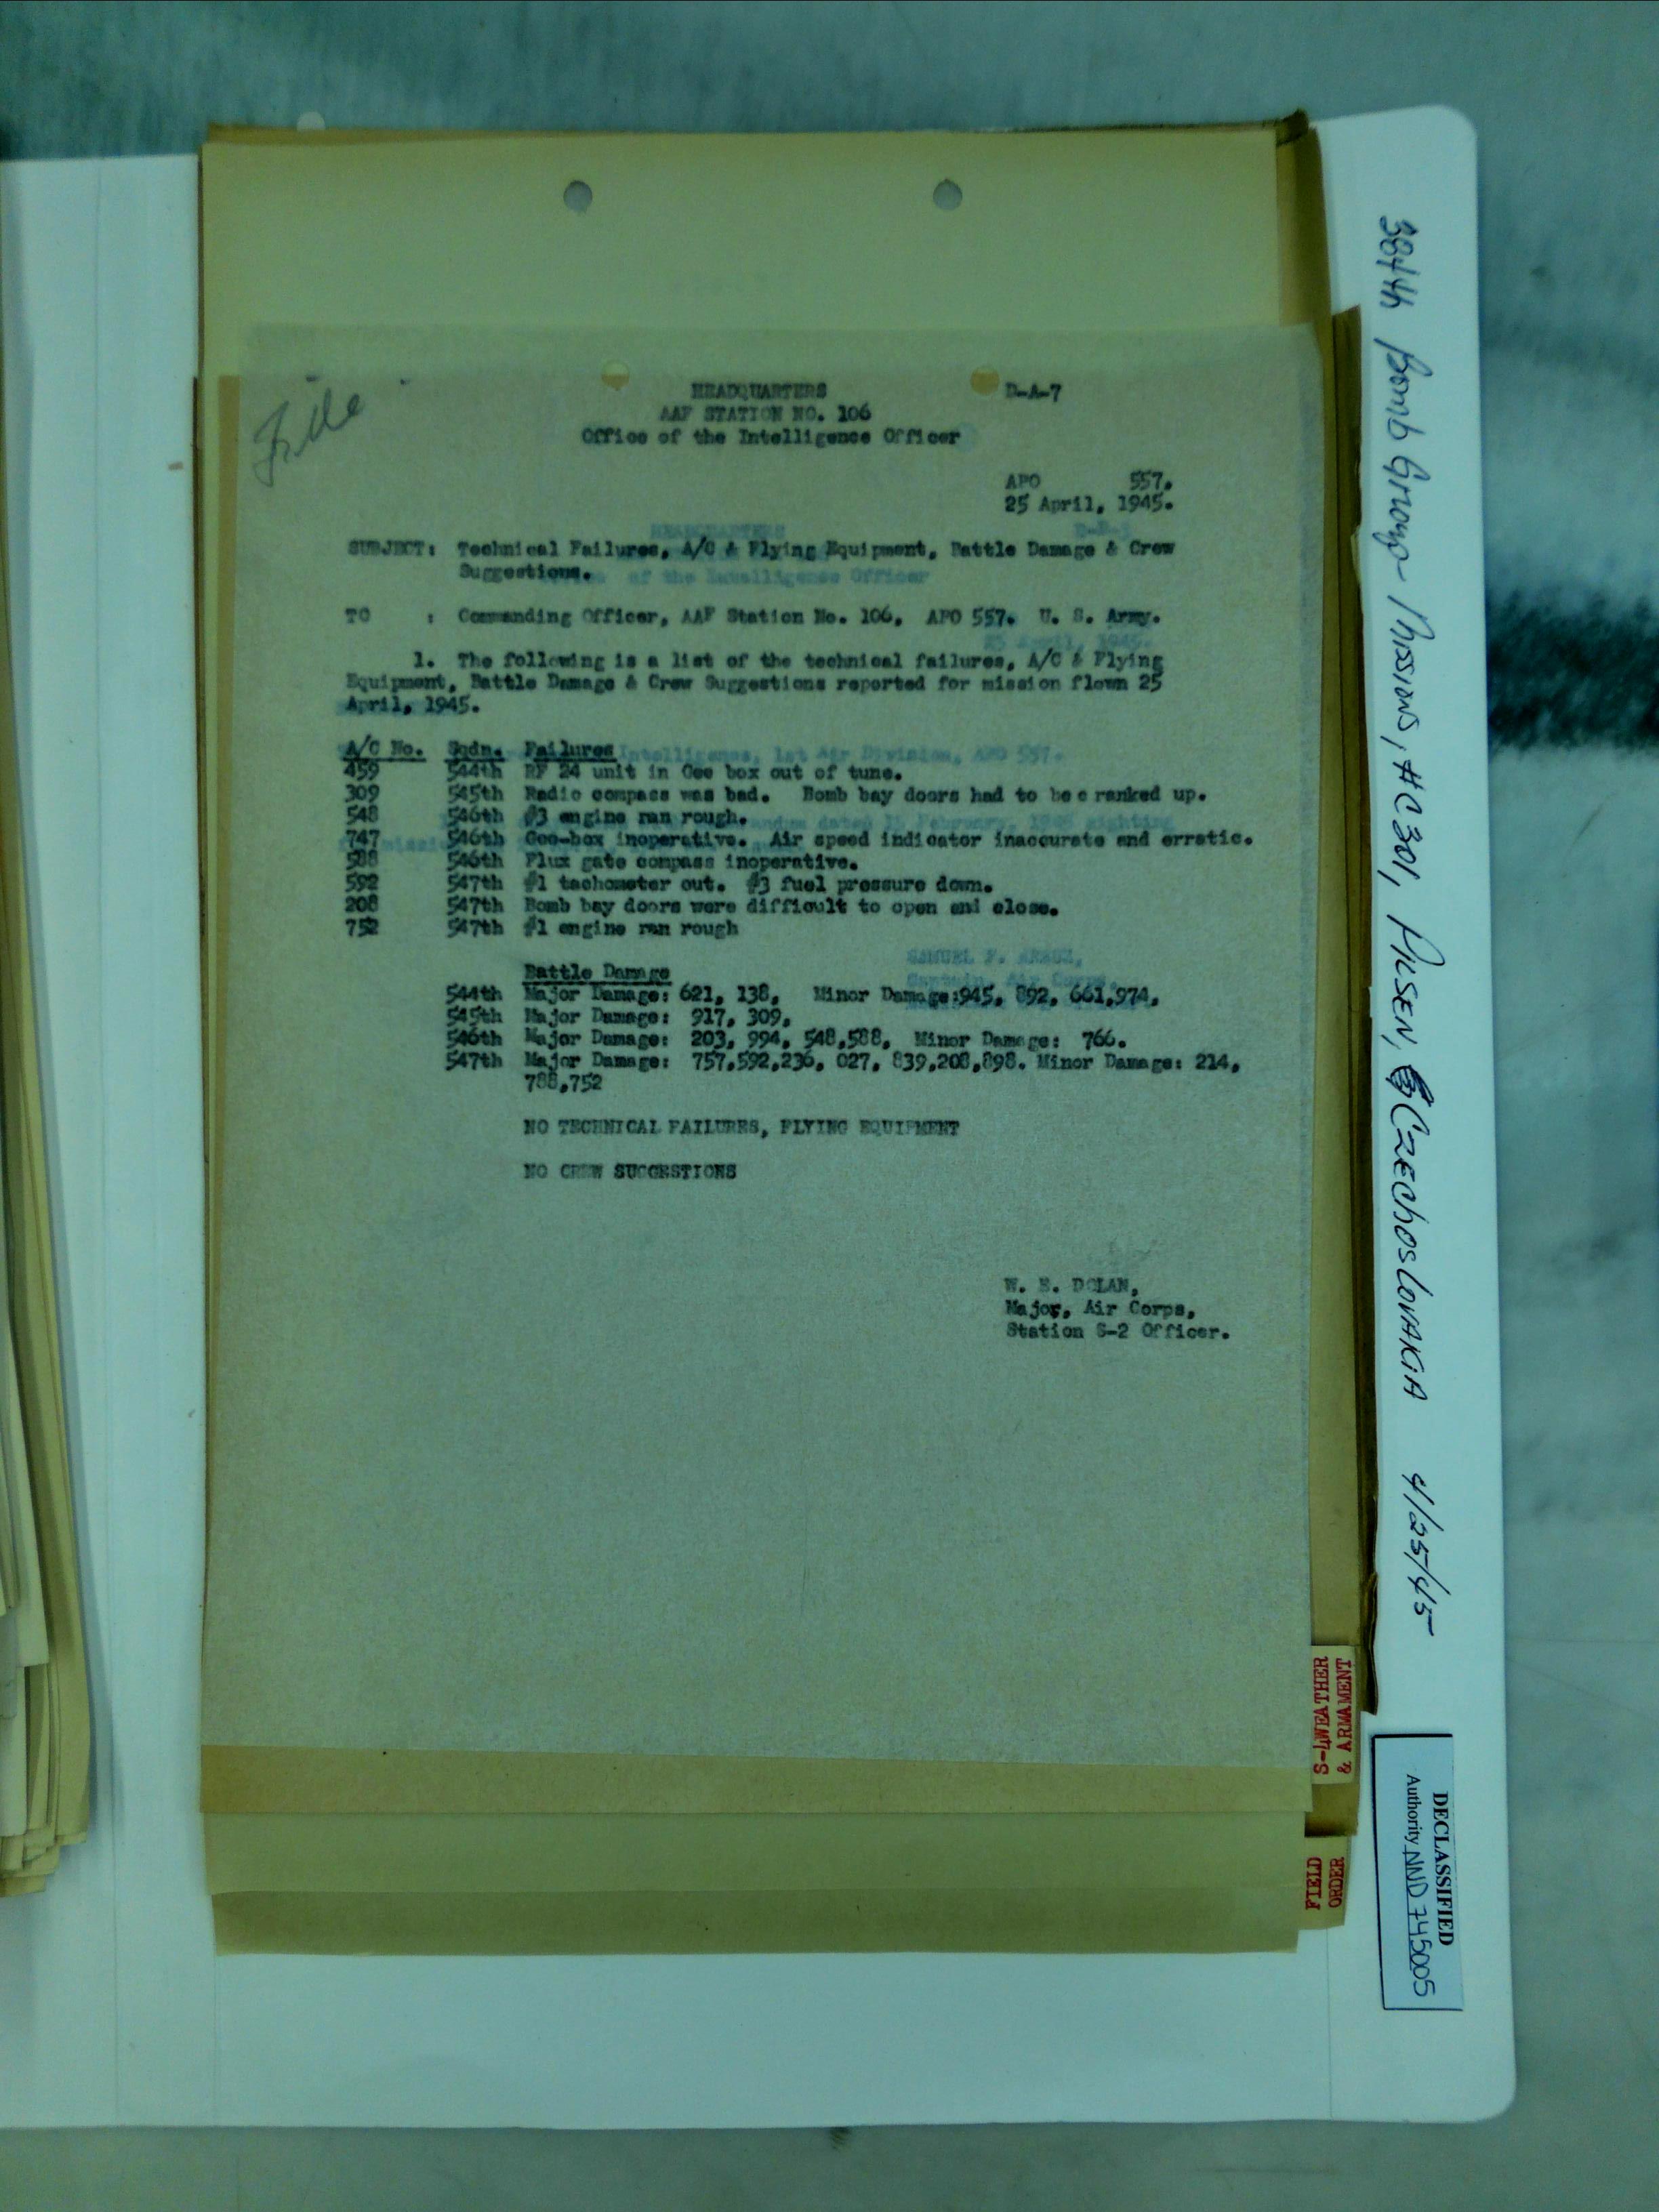 File
HEADQUARTERS D-A-7
AAF STATION NO. 106
Office of the Intelligence Officer
APO 557.
25 April, 1945.
SUBJECT: Technical Failures, A/C & Flying Equipment, Battle Damage & Crew
Suggestions.
TO : Commanding Officer, AAF Station No. 106, APO 557. U. S. Army.
1. The following is a list of the technical failures, A/C & Flying
Equipment, Battle Damage & Crew Suggestions reported for mission flown 25
April, 1945.
A/C No. Sqdn. Failures
459 544th RF 24 unit in Gee box out of tune.
309 545th Radio compass was bad. Bomb bay doors had to be c ranked up.
548 546th #3 engine ran rough.
747 546th Gee-box inoperative. Air speed indicator inaccurate and erratic.
588 546th Flux gate compass inoperative.
592 547th #1 tachometer out. #3 fuel pressure down.
208 547th Bomb bay doors were difficult to open and close.
752 547th #1 engine ran rough
Battle Damage
544th Major Damage: 621, 138, Minor Damage:945, 892, 661,974,
545th Major Damage: 917, 309,
546th Major Damage: 203, 994, 548,588, Minor Damage: 766.
547th Major Damage: 757,592,236, 027, 839,208,898. Minor Damage: 214,
788,752
NO TECHNICAL FAILURES, FLYING EQUIPMENT
NO CREW SUGGESTIONS
W. E. DOLAN,
Major, Air Corps,
Station S-2 Officer.
384th Bomb Group Missions, #C301, PILSEN, CZEChosLOVAKiA 4/25/45
S-LWEATHER
& ARMAMENT
FIELD
ORDER
DECLASSIFIED
Authority NND 745005